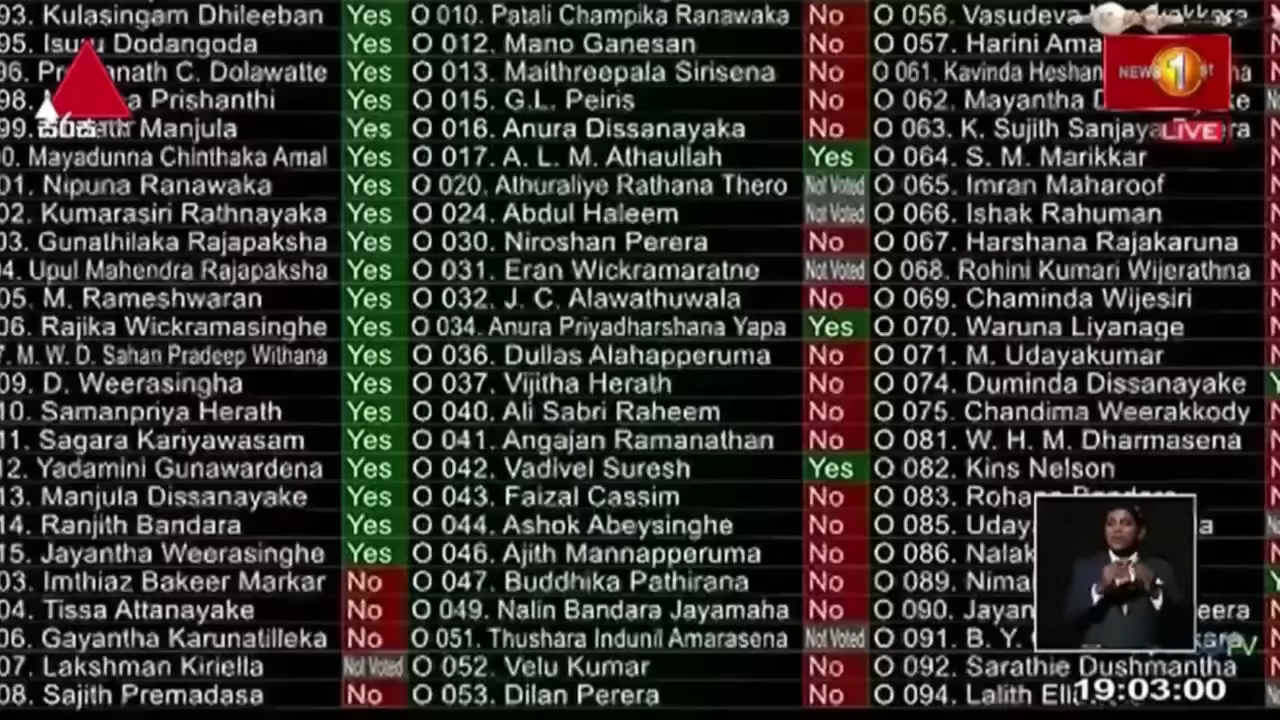 93. Kulasingam Dhileeban Yes O 010. Patali Champika Ranawaka No O 056. Vasudeva
95. Isuru Dodangoda Yes O 012. Mano Ganesan No O 057. Harini
96. C. Dolawatte Yes O 013. Maithreepala Sirisena No O 061. Kavinda Heshan
98. Prishanthi Yes O 015. G.L. Peiris No O 062. Mayantha
99. Manjula Yes O 016. Anura Dissanayaka No O 063. K. Sujith Sanjaya
0. Mayadunna Chinthaka Amal Yes O 017. A. L. M. Athaullah Yes O 064. S. M. Marikkar
01. Nipuna Ranawaka Yes O 020. Athuraliye Rathana Thero Not Voted O 065. Imran Maharoof
02. Kumarasiri Rathnayaka Yes O 024. Abdul Haleem Not Voted O 066. Ishak Rahuman
03. Gunathilaka Rajapaksha Yes O 030. Niroshan Perera No O 067. Harshana Rajakaruna
04. Upul Mahendra Rajapaksha Yes O 031. Eran Wickramaratne Not Voted O 068. Rohini Kumari Wijerathna
05. M. Rameshwaran Yes O 032. J. C. Alawathuwala No O 069. Chaminda Wijesiri
06. Rajika Wickramasinghe Yes O 034. Anura Priyadharshana Yapa Yes O 070. Waruna Liyanage
7. M. W. D. Sahan Pradeep Withana Yes O 036. Dullas Alahapperuma No O 071. M. Udayakumar
09. D. Weerasingha Yes O 037. Vijitha Herath No O 074. Duminda Dissanayake
10. Samanpriya Herath Yes O 040. Ali Sabri Raheem No O 075. Chandima Weerakkody
11. Sagara Kariyawasam Yes O 041. Angajan Ramanathan No O 081. W. H. M. Dharmasena
12. Yadamini Gunawardena Yes O 042. Vadivel Suresh Yes O 082. Kins Nelson
13. Manjula Dissanayake Yes O 043. Faizal Cassim No O 083.
14. Ranjith Bandara Yes O 044. Ashok Abeysinghe No O 085.
15. Jayantha Weerasinghe Yes O 046. Ajith Mannapperuma No O 086.
03. Imthiaz Bakeer Markar No O 047. Buddhika Pathirana No O 089.
04. Tissa Attanayake No O 049. Nalin Bandara Jayamaha No O 090.
06. Gayantha Karunatilleka No O 051. Thushara Indunil Amarasena Not Voted O 091. B. Y.
07. Lakshman Kiriella Not Voted O 052. Velu Kumar No O 092. Sarathie Dushmantha
08. Sajith Premadasa No O 053. Dilan Perera No O 094. Lalith
NEWS 1st
LIVE
සිරස
19:03:00